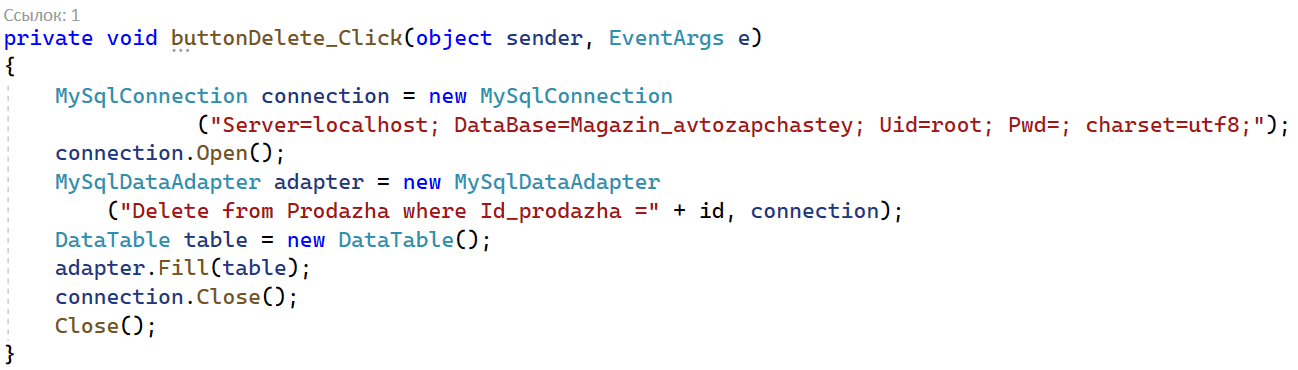 Ссылок: 1
private void buttonDelete_Click(object sender, EventArgs e)
{
MySqlConnection connection = new MySqlConnection
("Server=localhost; DataBase=Magazin_avtozapchastey; Uid=root; Pwd=; charset=utf8;");
connection.Open();
MySqlDataAdapter adapter = new MySqlDataAdapter
("Delete from Prodazha where Id_prodazha =" + id, connection);
DataTable table = new DataTable();
adapter.Fill(table);
connection.Close();
Close();
}